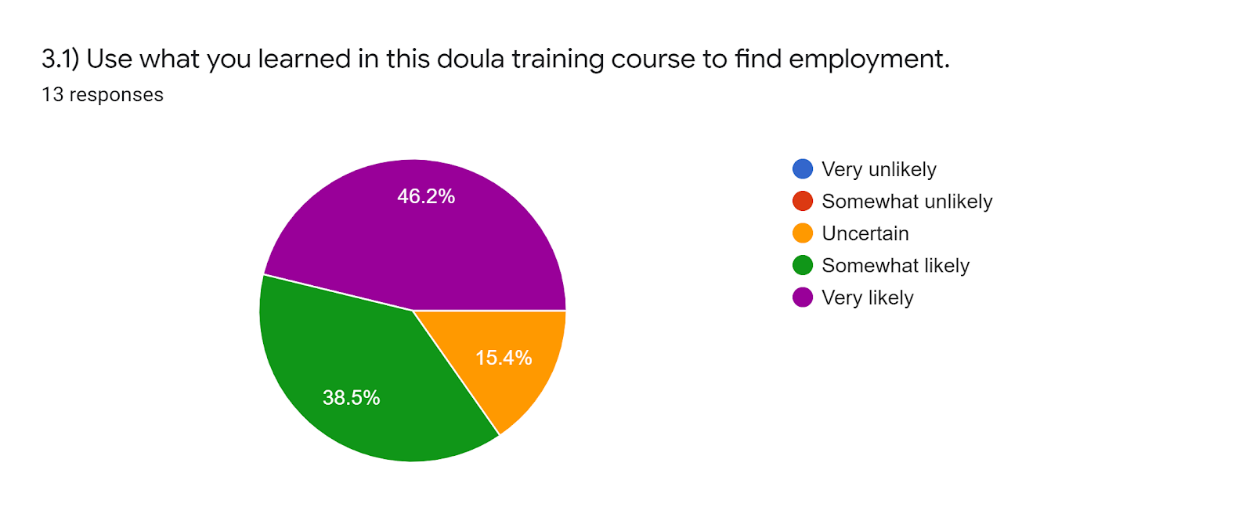 3.1) Use what you learned in this doula training course to find employment.
13 responses
46.2%
15.4%
38.5%
Very unlikely
Somewhat unlikely
Uncertain
Somewhat likely
Very likely